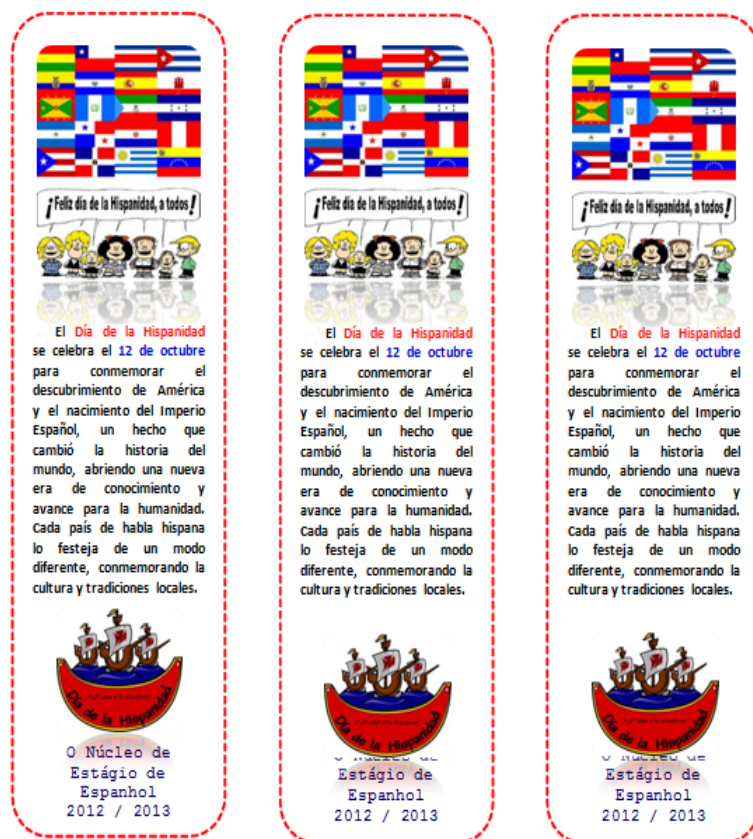 ¡Feliz día de la Hispanidad, a todos!
El Día de la Hispanidad
se celebra el 12 de octubre
para conmemorar el
descubrimiento de América
y el nacimiento del Imperio
Español, un hecho que
cambió la historia del
mundo, abriendo una nueva
era de conocimiento y
avance para la humanidad.
Cada país de habla hispana
lo festeja de un modo
diferente, conmemorando la
cultura y tradiciones locales.
12 de Octubre
Día de la Hispanidad
O Núcleo de
Estágio de
Espanhol
2012 / 2013
¡Feliz día de la Hispanidad, a todos!
El Día de la Hispanidad
se celebra el 12 de octubre
para conmemorar el
descubrimiento de América
y el nacimiento del Imperio
Español, un hecho que
cambió la historia del
mundo, abriendo una nueva
era de conocimiento y
avance para la humanidad.
Cada país de habla hispana
lo festeja de un modo
diferente, conmemorando la
cultura y tradiciones locales.
12 de Octubre
Día de la Hispanidad
O Núcleo de
Estágio de
Espanhol
2012 / 2013
¡Feliz día de la Hispanidad, a todos!
El Día de la Hispanidad
se celebra el 12 de octubre
para conmemorar el
descubrimiento de América
y el nacimiento del Imperio
Español, un hecho que
cambió la historia del
mundo, abriendo una nueva
era de conocimiento y
avance para la humanidad.
Cada país de habla hispana
lo festeja de un modo
diferente, conmemorando la
cultura y tradiciones locales.
12 de Octubre
Día de la Hispanidad
O Núcleo de
Estágio de
Espanhol
2012 / 2013